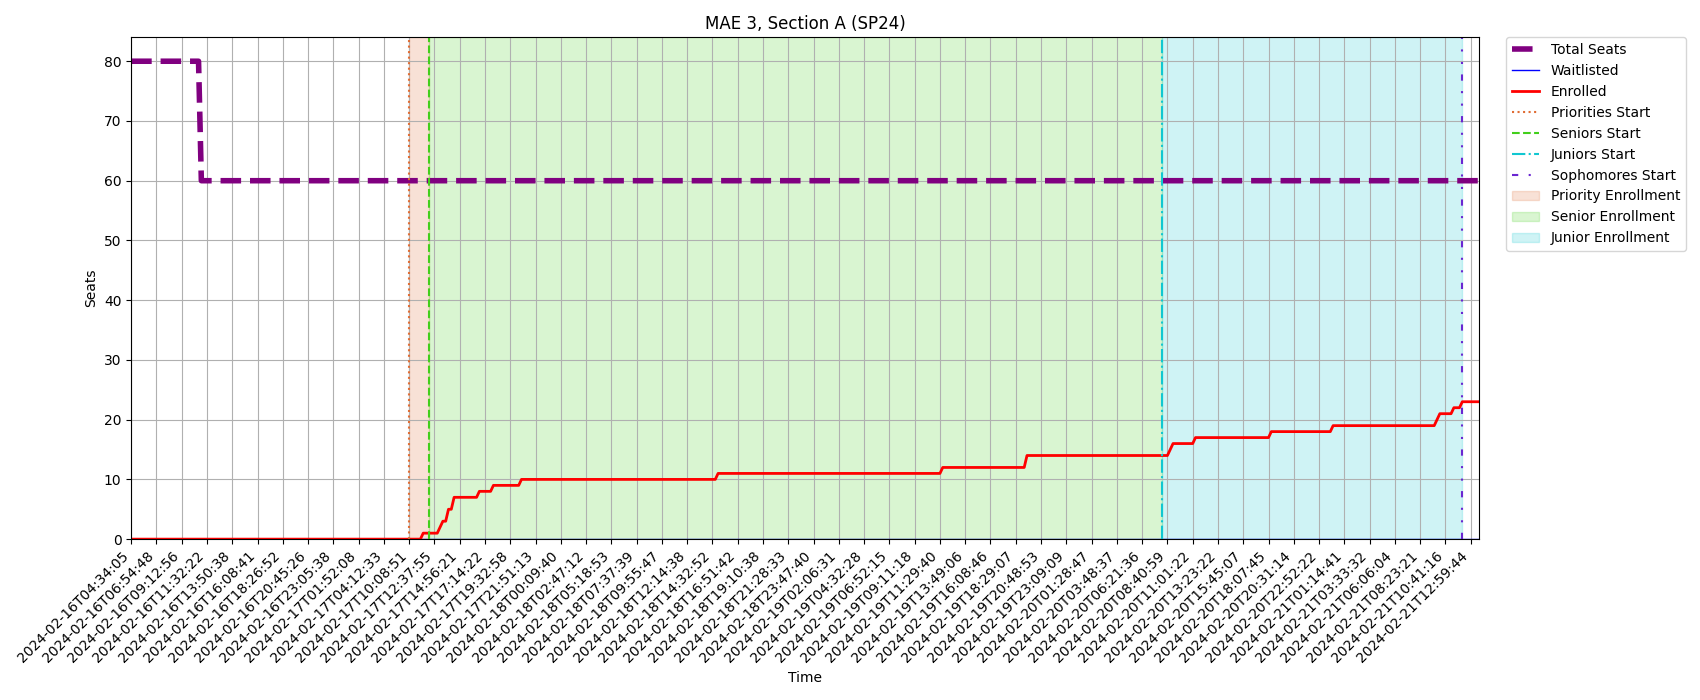 MAE 3, Section A (SP24)
Total Seats
Waitlisted
Enrolled
Priorities Start
Seniors Start
Juniors Start
Sophomores Start
Priority Enrollment
Senior Enrollment
Junior Enrollment
Seats
80
70
60
50
40
30
20
10
0
2024-02-16T04:34:05
2024-02-16T06:54:48
2024-02-16T09:12:56
2024-02-16T11:32:22
2024-02-16T13:50:38
2024-02-16T16:08:41
2024-02-16T18:26:52
2024-02-16T20:45:26
2024-02-16T23:05:38
2024-02-17T01:52:08
2024-02-17T04:12:33
2024-02-17T10:08:51
2024-02-17T12:37:55
2024-02-17T14:56:21
2024-02-17T17:14:22
2024-02-17T19:32:58
2024-02-17T21:51:13
2024-02-18T00:09:40
2024-02-18T02:47:12
2024-02-18T05:18:53
2024-02-18T07:37:39
2024-02-18T09:55:47
2024-02-18T12:14:38
2024-02-18T14:32:52
2024-02-18T16:51:42
2024-02-18T19:10:38
2024-02-18T21:28:33
2024-02-18T23:47:40
2024-02-19T02:06:31
2024-02-19T04:32:28
2024-02-19T06:52:15
2024-02-19T09:11:18
2024-02-19T11:29:40
2024-02-19T13:49:06
2024-02-19T16:08:46
2024-02-19T18:29:07
2024-02-19T20:48:53
2024-02-19T23:09:09
2024-02-20T01:28:47
2024-02-20T03:48:37
2024-02-20T06:21:36
2024-02-20T08:40:59
2024-02-20T11:01:22
2024-02-20T13:23:22
2024-02-20T15:45:07
2024-02-20T18:07:45
2024-02-20T20:31:14
2024-02-20T22:52:22
2024-02-21T01:14:41
2024-02-21T03:33:32
2024-02-21T06:06:04
2024-02-21T08:23:21
2024-02-21T10:41:16
2024-02-21T12:59:44
Time